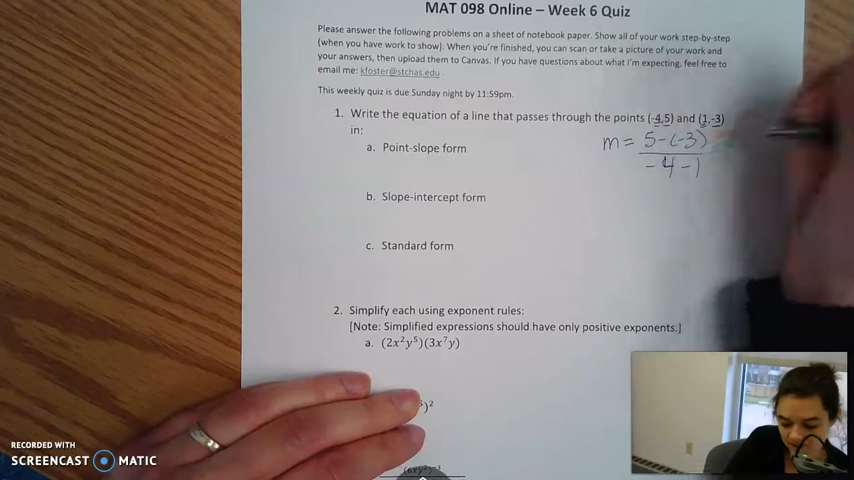 MAT 098 Online – Week 6 Quiz
Please answer the following problems on a sheet of notebook paper. Show all of your work step-by-step
(when you have work to show). When you're finished, you can scan or take a picture of your work and
your answers, then upload them to Canvas. If you have questions about what I'm expecting, feel free to
email me: kfoster@stchas.edu.
This weekly quiz is due Sunday night by 11:59pm.
1. Write the equation of a line that passes through the points (-4,5) and (1,-3)
in:
m = 5-(-3)
-4-1
a. Point-slope form
b. Slope-intercept form
c. Standard form
2. Simplify each using exponent rules:
[Note: Simplified expressions should have only positive exponents.]
a. (2x²y⁵)(3x⁷y)
)²
RECORDED WITH
SCREENCAST MATIC